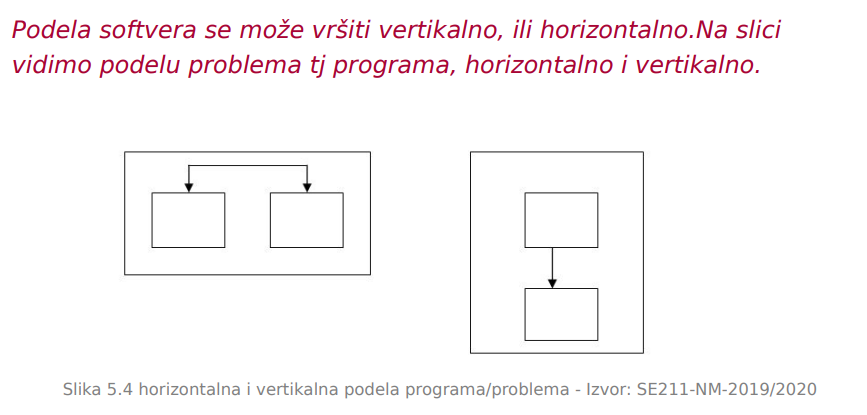 Podela softvera se može vršiti vertikalno, ili horizontalno.Na slici
vidimo podelu problema tj programa, horizontalno i vertikalno.
Slika 5.4 horizontalna i vertikalna podela programa/problema - Izvor: SE211-NM-2019/2020